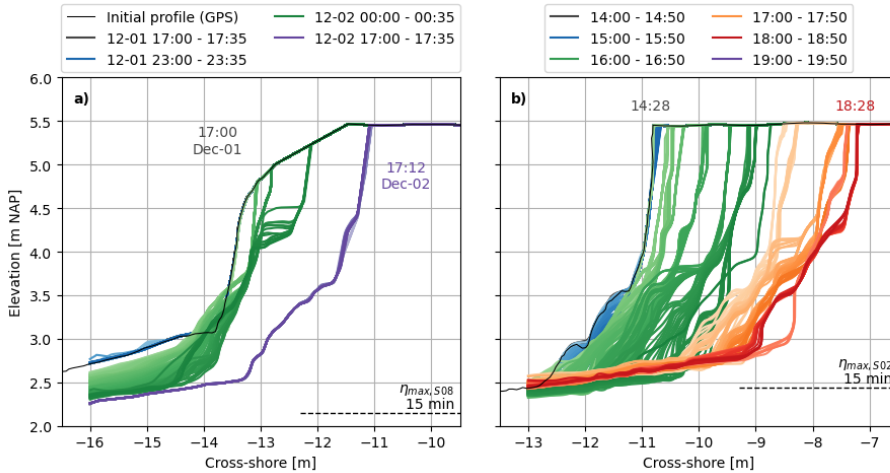 Initial profile (GPS)
12-01 17:00 - 17:35
12-01 23:00 - 23:35
12-02 00:00 - 00:35
12-02 17:00 - 17:35
14:00 - 14:50
15:00 - 15:50
16:00 - 16:50
17:00 - 17:50
18:00 - 18:50
19:00 - 19:50
a)
17:00
Dec-01
17:12
Dec-02
η_max,S08
15 min
6.0
5.5
5.0
4.5
4.0
3.5
3.0
2.5
2.0
Elevation [m NAP]
−16 −15 −14 −13 −12 −11 −10
Cross-shore [m]
b)
14:28
18:28
η_max,S02
15 min
−13 −12 −11 −10 −9 −8 −7
Cross-shore [m]